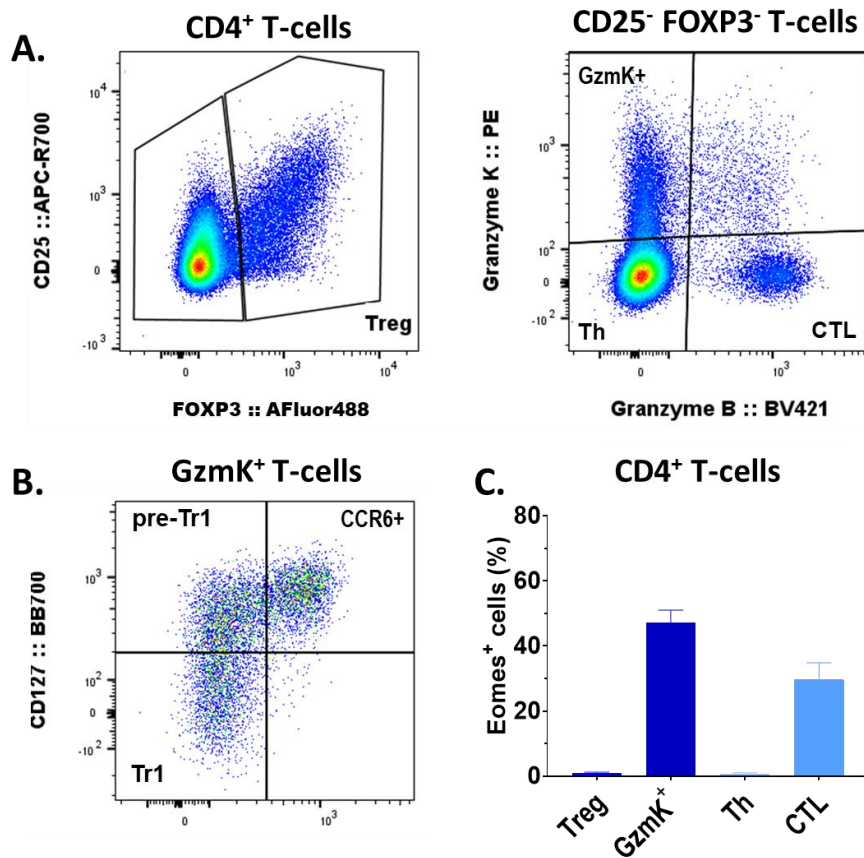 A.
CD4⁺ T-cells
CD25 ::APC-R700
10⁴
10³
0
-10³
Treg
0
10³
10⁴
FOXP3 :: AFluor488
CD25⁻ FOXP3⁻ T-cells
Granzyme K :: PE
GzmK+
10³
10²
0
-10²
Th
CTL
0
10³
Granzyme B :: BV421
B.
GzmK⁺ T-cells
CD127 :: BB700
pre-Tr1
CCR6+
10³
10²
0
-10²
Tr1
0
10³
C.
CD4⁺ T-cells
Eomes⁺ cells (%)
80
60
40
20
0
Treg
GzmK⁺
Th
CTL